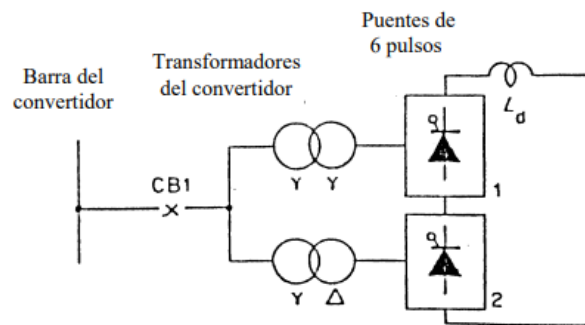 Puentes de
6 pulsos
Transformadores
del convertidor
Barra del
convertidor
L d
CB1
Y Y
1
Y Δ
2